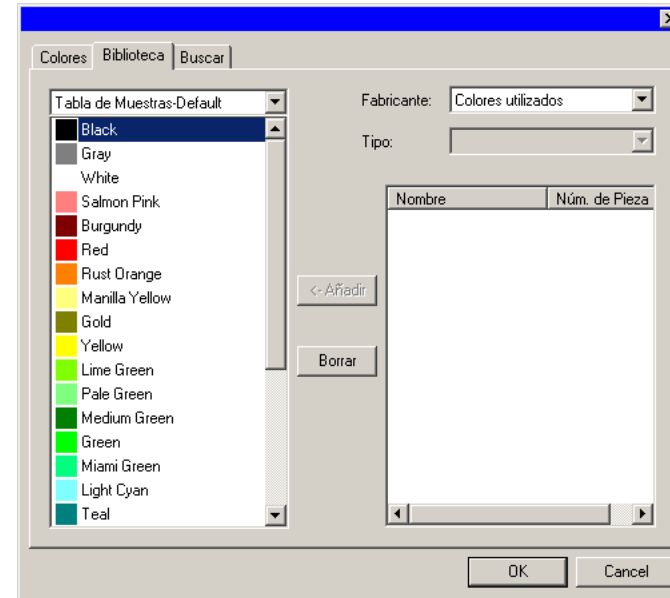 Colores Biblioteca Buscar
Tabla de Muestras-Default
Fabricante: Colores utilizados
Black
Tipo:
Gray
White
Nombre Núm. de Pieza
Salmon Pink
Burgundy
Red
Rust Orange
<- Añadir
Manilla Yellow
Gold
Yellow
Borrar
Lime Green
Pale Green
Medium Green
Green
Miami Green
Light Cyan
Teal
OK Cancel